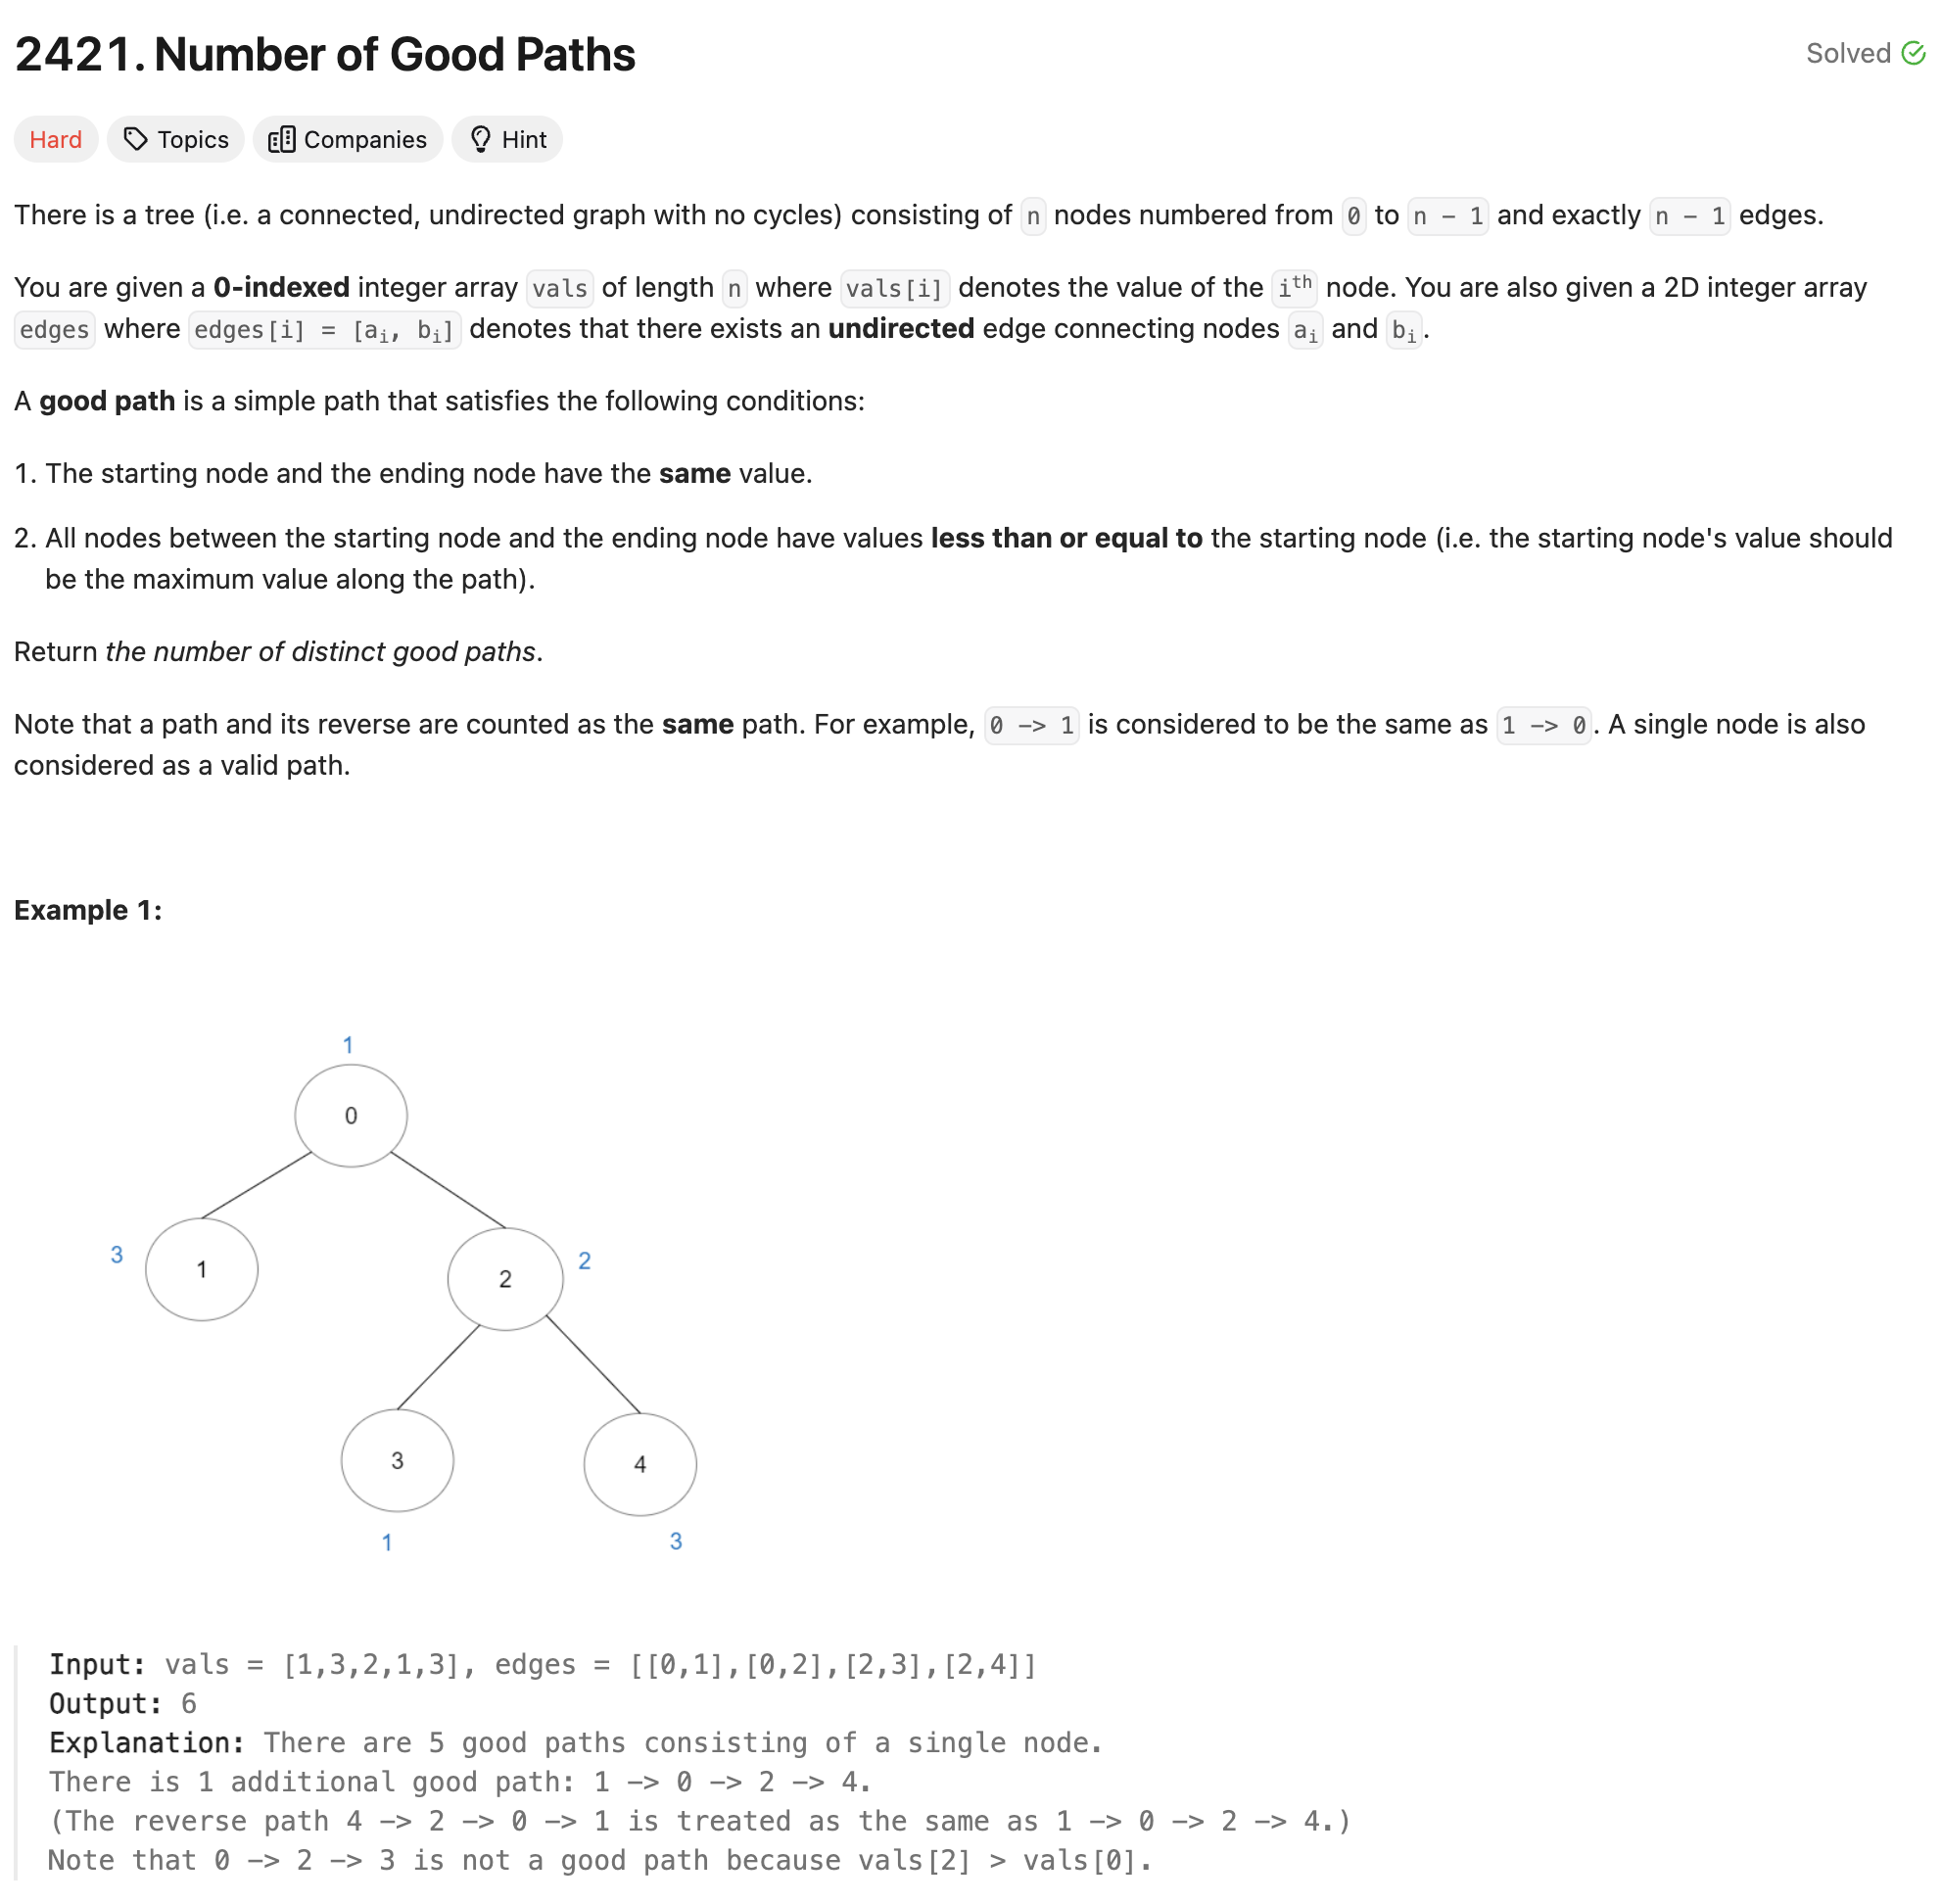 2421. Number of Good Paths
Solved
Hard Topics Companies Hint
There is a tree (i.e. a connected, undirected graph with no cycles) consisting of n nodes numbered from 0 to n - 1 and exactly n - 1 edges.
You are given a 0-indexed integer array vals of length n where vals[i] denotes the value of the ith node. You are also given a 2D integer array
edges where edges[i] = [ai, bi] denotes that there exists an undirected edge connecting nodes ai and bi.
A good path is a simple path that satisfies the following conditions:
1. The starting node and the ending node have the same value.
2. All nodes between the starting node and the ending node have values less than or equal to the starting node (i.e. the starting node's value should
be the maximum value along the path).
Return the number of distinct good paths.
Note that a path and its reverse are counted as the same path. For example, 0 -> 1 is considered to be the same as 1 -> 0. A single node is also
considered as a valid path.
Example 1:
1
0
3
1
2
2
3
4
1
3
Input: vals = [1,3,2,1,3], edges = [[0,1],[0,2],[2,3],[2,4]]
Output: 6
Explanation: There are 5 good paths consisting of a single node.
There is 1 additional good path: 1 -> 0 -> 2 -> 4.
(The reverse path 4 -> 2 -> 0 -> 1 is treated as the same as 1 -> 0 -> 2 -> 4.)
Note that 0 -> 2 -> 3 is not a good path because vals[2] > vals[0].